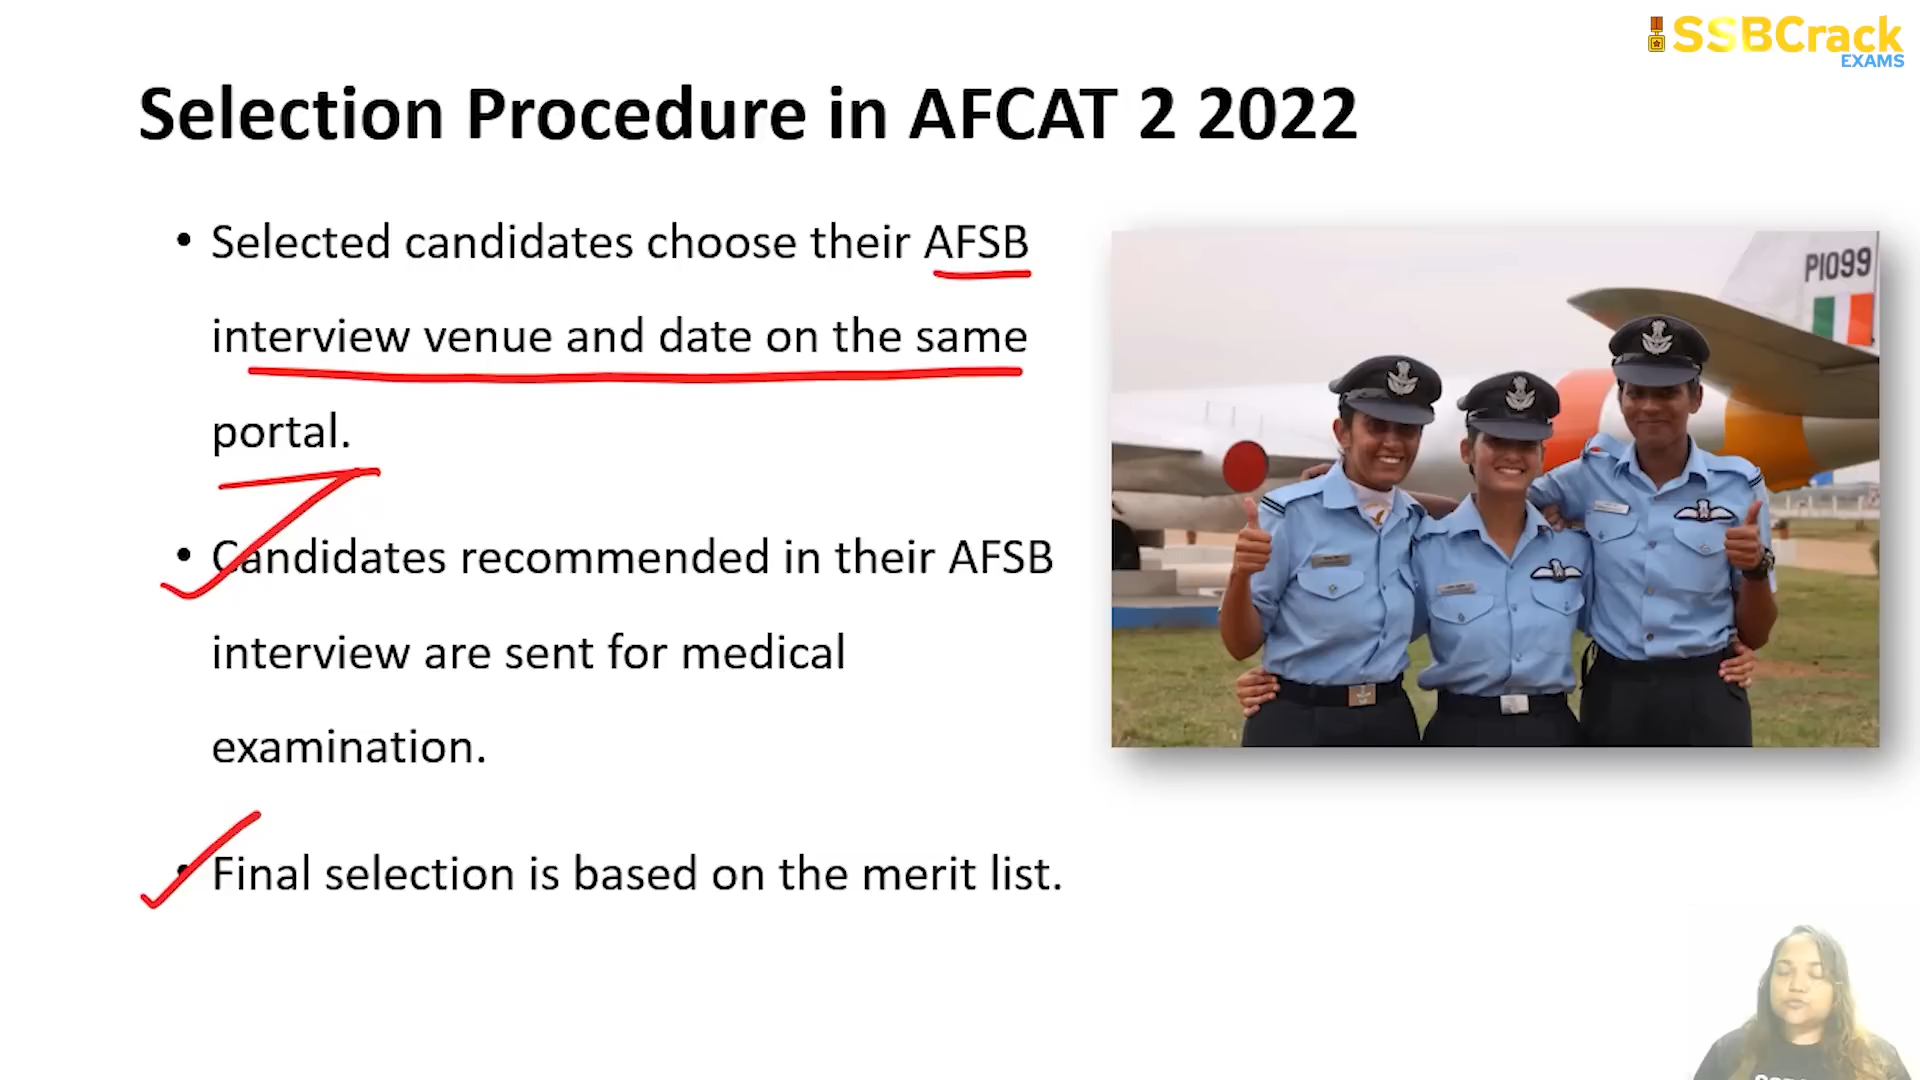 SSBCrack
EXAMS
Selection Procedure in AFCAT 2 2022
• Selected candidates choose their AFSB
interview venue and date on the same
portal.
• Candidates recommended in their AFSB
interview are sent for medical
examination.
• Final selection is based on the merit list.
P1099